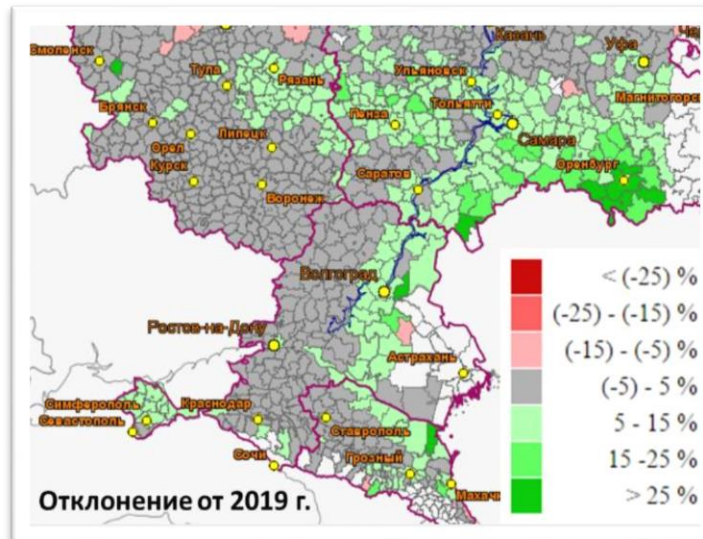 Казань
Смоленск
Уфа
Тула
Рязань
Ульяновск
Магнитогорс
Брянск
Пенза
Тольятти
Самара
Орел
Липецк
Курск
Саратов
Оренбург
Воронеж
Волгоград
< (-25) %
(-25) - (-15) %
Ростов-на-Дону
(-15) - (-5) %
Астрахань
(-5) - 5 %
Симферополь
Краснодар
5 - 15 %
Севастополь
Ставрополь
15 -25 %
Сочи
Грозный
> 25 %
Махачк
Отклонение от 2019 г.